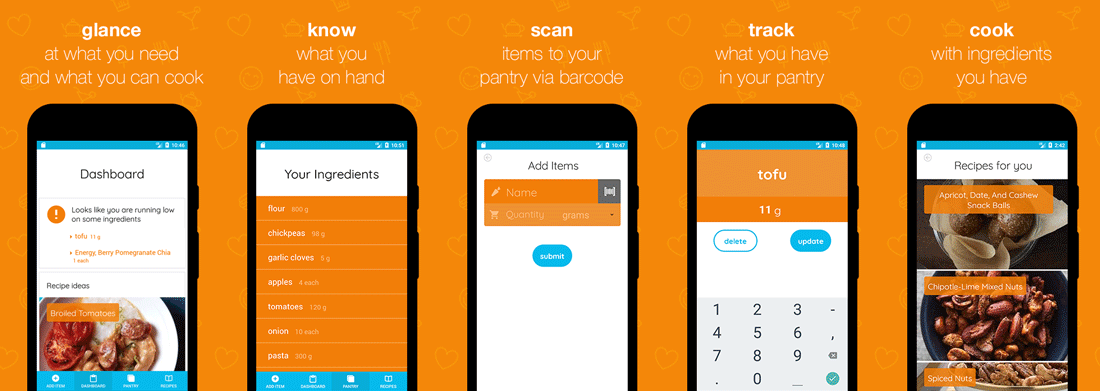 glance
at what you need
and what you can cook
10:46
Dashboard
Looks like you are running low
on some ingredients
tofu 11 g
Energy, Berry Pomegranate Chia
1 each
Recipe ideas
Broiled Tomatoes
ADD ITEM DASHBOARD PANTRY RECIPES
know
what you
have on hand
10:51
Your Ingredients
flour 800 g
chickpeas 98 g
garlic cloves 5 g
apples 4 each
tomatoes 120 g
onion 10 each
pasta 300 g
ADD ITEM DASHBOARD PANTRY RECIPES
scan
items to your
pantry via barcode
10:47
Add Items
Name
Quantity grams
submit
track
what you have
in your pantry
10:48
tofu
11 g
delete update
1 2 3 -
4 5 6 ,
7 8 9
. 0 _
cook
with ingredients
you have
2:42
Recipes for you
Apricot, Date, And Cashew
Snack Balls
Chipotle-Lime Mixed Nuts
Spiced Nuts